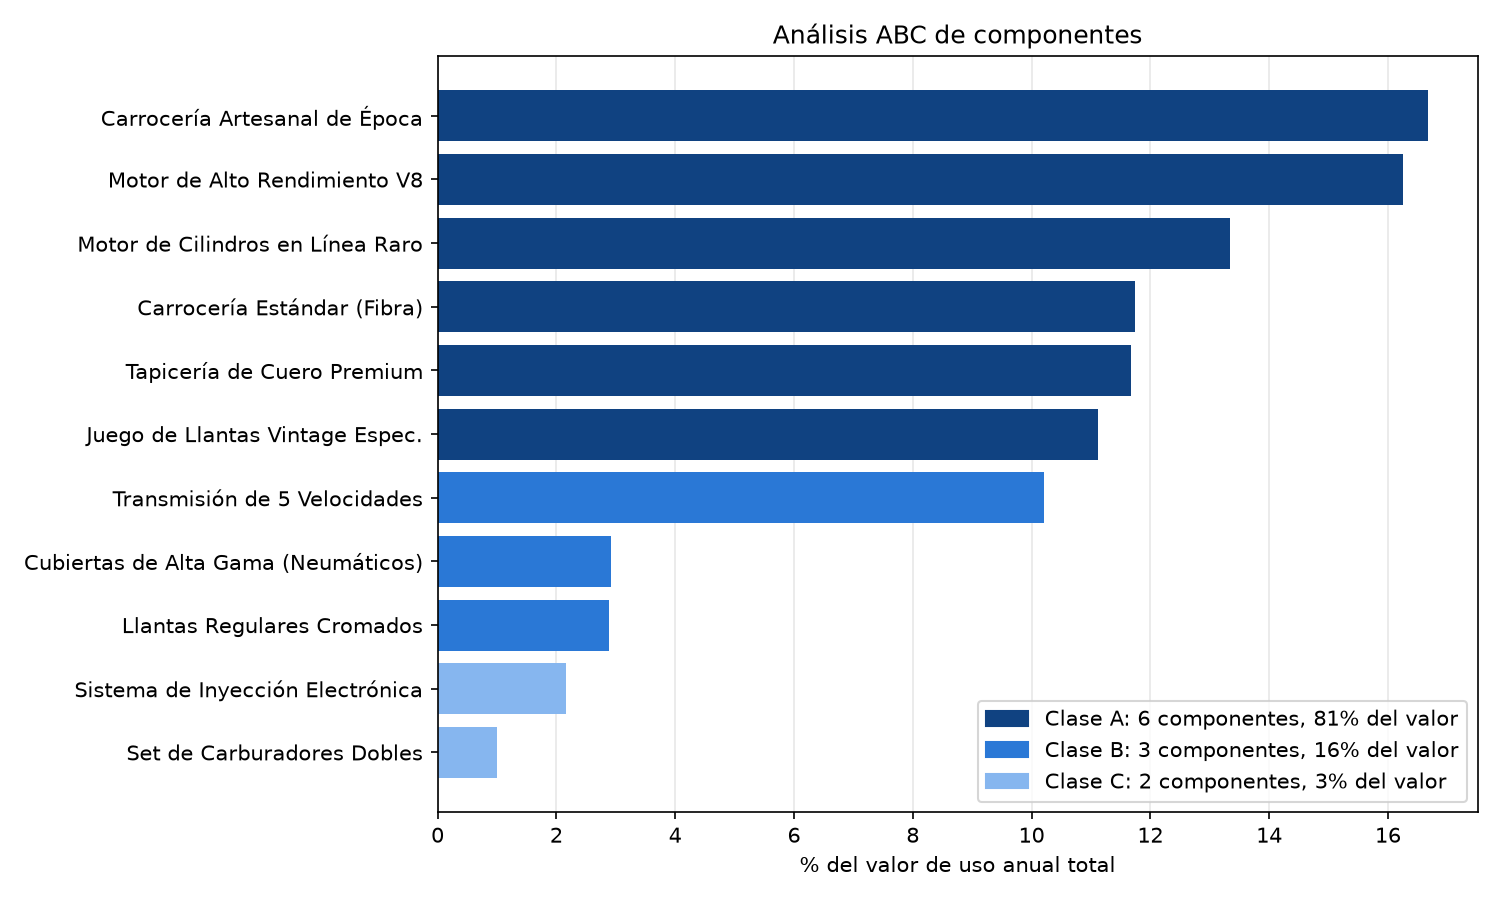 Análisis ABC de componentes
Carrocería Artesanal de Época
Motor de Alto Rendimiento V8
Motor de Cilindros en Línea Raro
Carrocería Estándar (Fibra)
Tapicería de Cuero Premium
Juego de Llantas Vintage Espec.
Transmisión de 5 Velocidades
Cubiertas de Alta Gama (Neumáticos)
Llantas Regulares Cromados
Sistema de Inyección Electrónica
Set de Carburadores Dobles
Clase A: 6 componentes, 81% del valor
Clase B: 3 componentes, 16% del valor
Clase C: 2 componentes, 3% del valor
0 2 4 6 8 10 12 14 16
% del valor de uso anual total